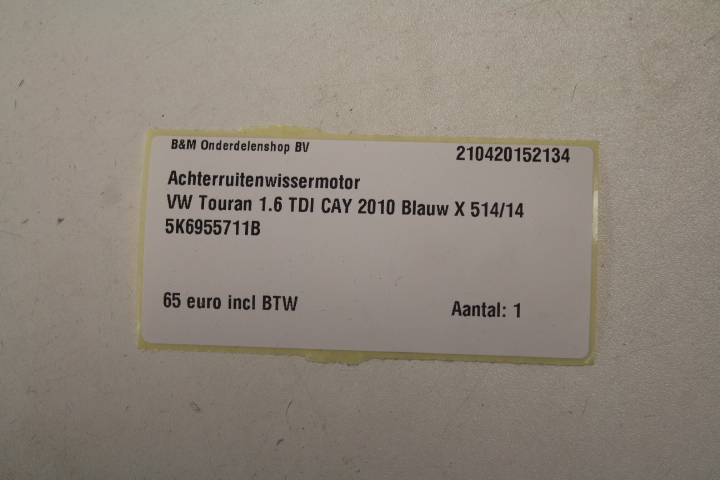 B&M Onderdelenshop BV 210420152134
Achterruitenwissermotor
VW Touran 1.6 TDI CAY 2010 Blauw X 514/14
5K6955711B
65 euro incl BTW Aantal: 1